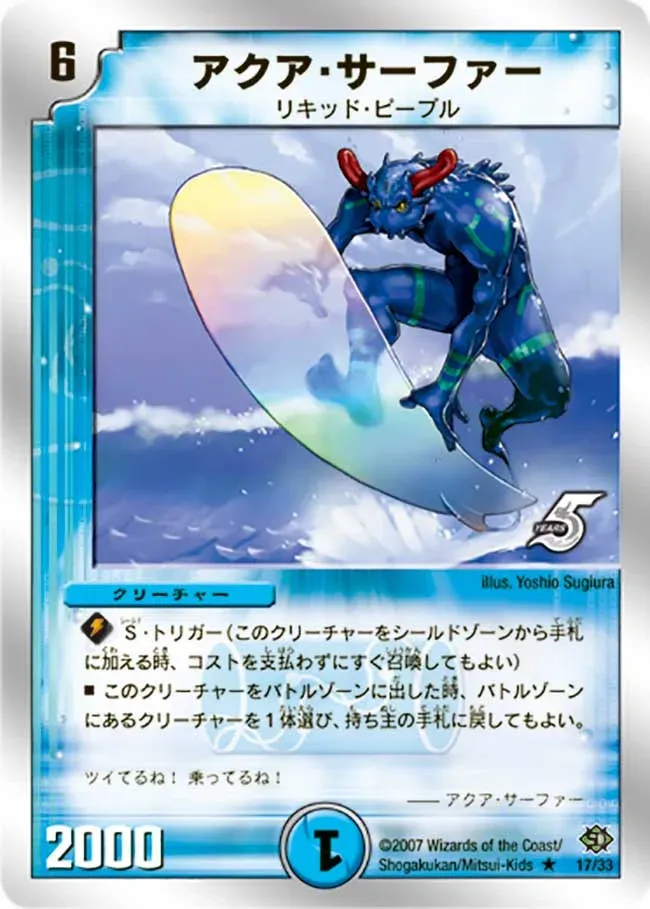 6
アクア・サーファー
リキッド・ピープル
5
YEARS
illus. Yoshio Sugiura
クリーチャー
S・トリガー(このクリーチャーをシールドゾーンから手札
に加える時、コストを支払わずにすぐ召喚してもよい)
■ このクリーチャーをバトルゾーンに出した時、バトルゾーン
にあるクリーチャーを1体選び、持ち主の手札に戻してもよい。
ツイてるね! 乗ってるね!
—— アクア・サーファー
2000
1
©2007 Wizards of the Coast/
Shogakukan/Mitsui-Kids ★ 17/33